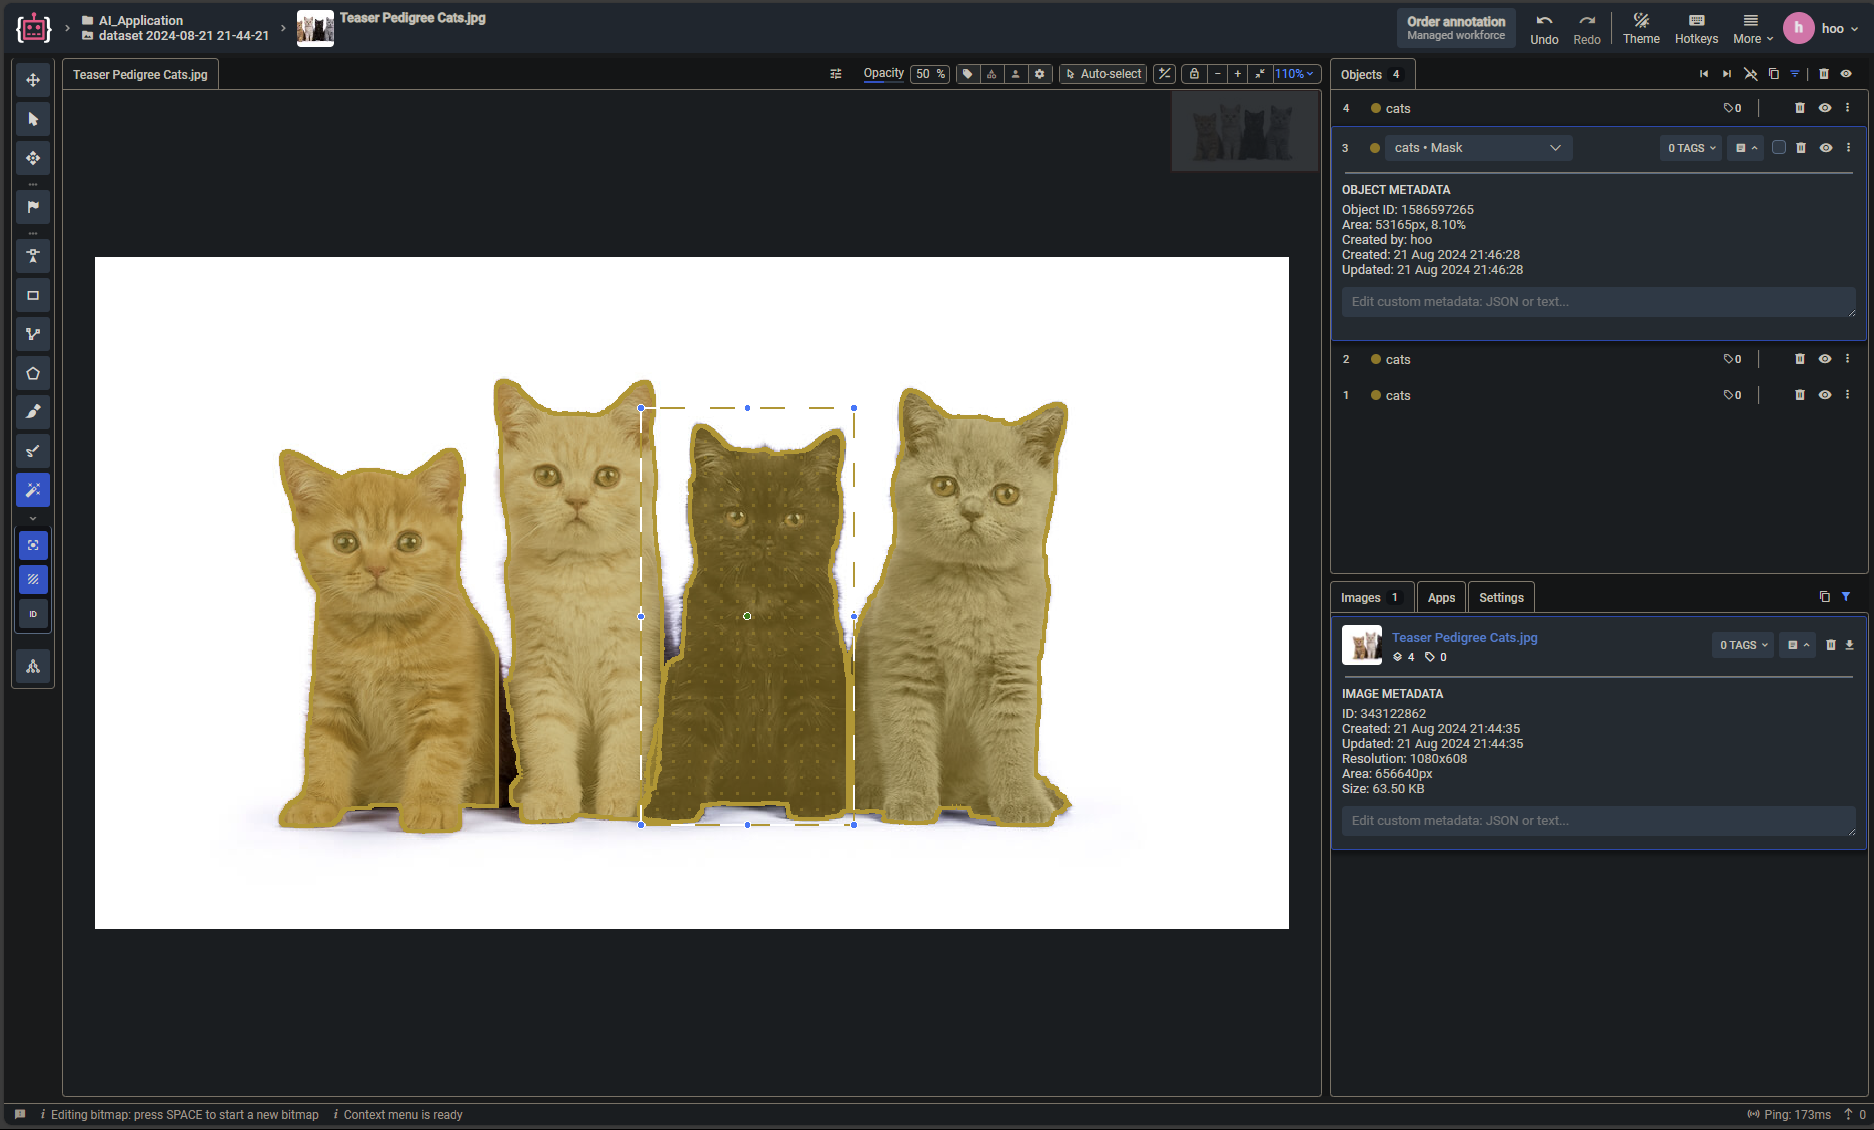 AI_Application
dataset 2024-08-21 21-44-21
Teaser Pedigree Cats.jpg
Order annotation
Managed workforce
Undo
Redo
Theme
Hotkeys
More
h
hoo
Teaser Pedigree Cats.jpg
Opacity
50 %
Auto-select
110%
Objects 4
4 cats 0
3 cats • Mask 0 TAGS
OBJECT METADATA
Object ID: 1586597265
Area: 53165px, 8.10%
Created by: hoo
Created: 21 Aug 2024 21:46:28
Updated: 21 Aug 2024 21:46:28
Edit custom metadata: JSON or text...
2 cats 0
1 cats 0
ID
Images 1
Apps
Settings
Teaser Pedigree Cats.jpg
4 0
0 TAGS
IMAGE METADATA
ID: 343122862
Created: 21 Aug 2024 21:44:35
Updated: 21 Aug 2024 21:44:35
Resolution: 1080x608
Area: 656640px
Size: 63.50 KB
Edit custom metadata: JSON or text...
i Editing bitmap: press SPACE to start a new bitmap
i Context menu is ready
Ping: 173ms
0